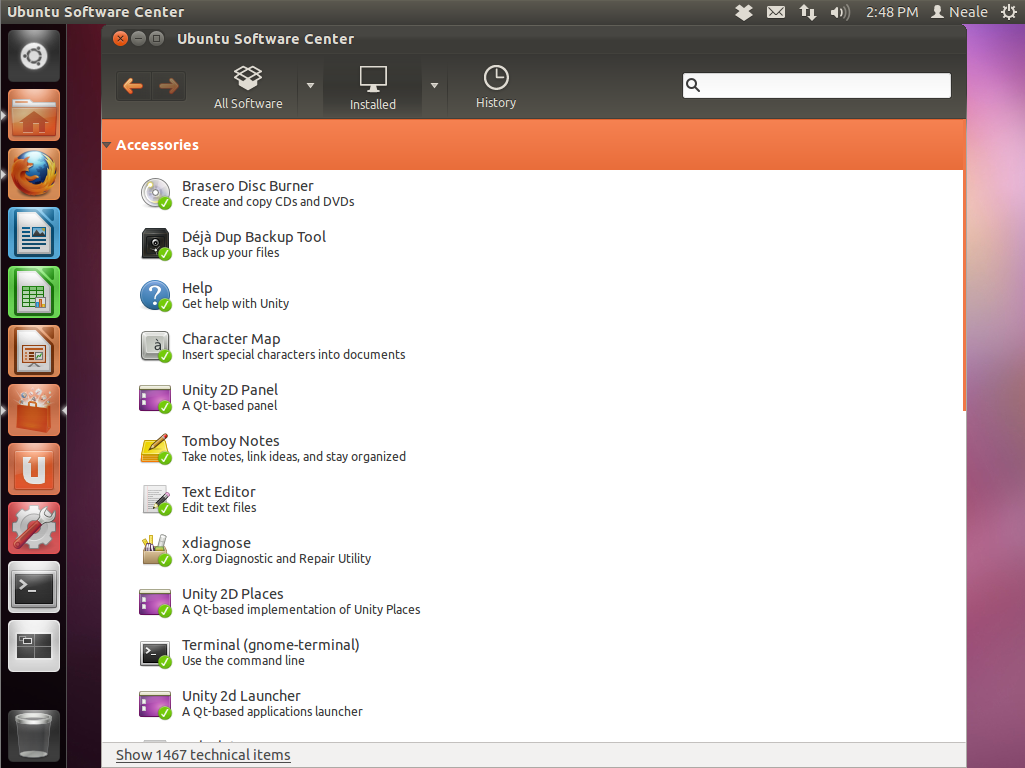 Ubuntu Software Center
2:48 PM
Neale
Ubuntu Software Center
All Software
Installed
History
Accessories
Brasero Disc Burner
Create and copy CDs and DVDs
Déjà Dup Backup Tool
Back up your files
Help
Get help with Unity
Character Map
Insert special characters into documents
Unity 2D Panel
A Qt-based panel
Tomboy Notes
Take notes, link ideas, and stay organized
Text Editor
Edit text files
xdiagnose
X.org Diagnostic and Repair Utility
Unity 2D Places
A Qt-based implementation of Unity Places
Terminal (gnome-terminal)
Use the command line
Unity 2d Launcher
A Qt-based applications launcher
Show 1467 technical items